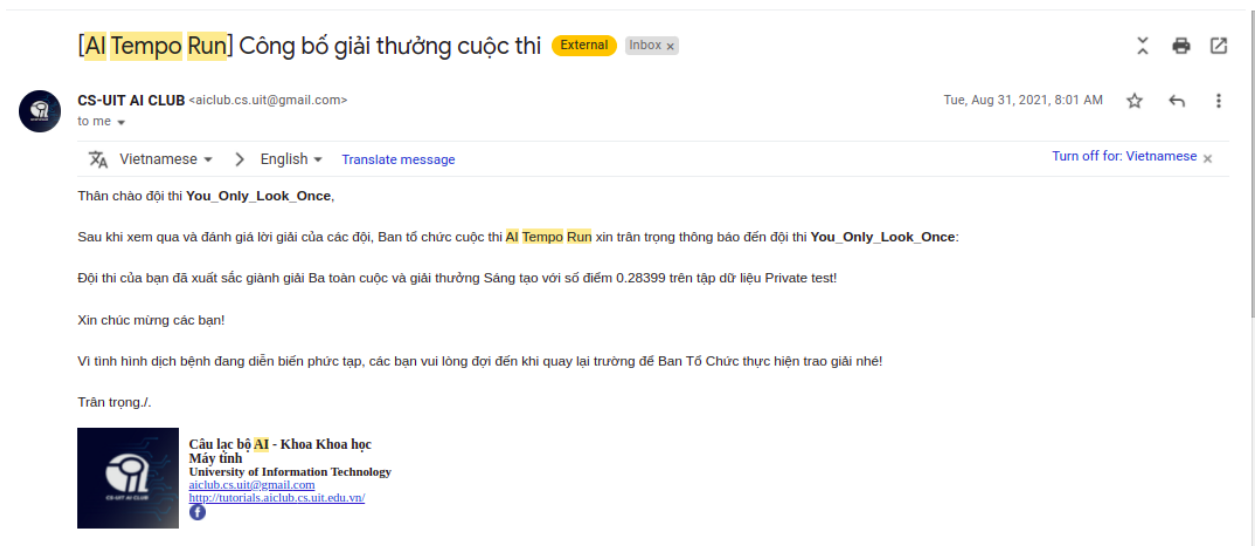 [AI Tempo Run] Công bố giải thưởng cuộc thi External Inbox ×
CS-UIT AI CLUB <aiclub.cs.uit@gmail.com> Tue, Aug 31, 2021, 8:01 AM
to me
Vietnamese > English Translate message Turn off for: Vietnamese ×
Thân chào đội thi You_Only_Look_Once,
Sau khi xem qua và đánh giá lời giải của các đội, Ban tổ chức cuộc thi AI Tempo Run xin trân trọng thông báo đến đội thi You_Only_Look_Once:
Đội thi của bạn đã xuất sắc giành giải Ba toàn cuộc và giải thưởng Sáng tạo với số điểm 0.28399 trên tập dữ liệu Private test!
Xin chúc mừng các bạn!
Vì tình hình dịch bệnh đang diễn biến phức tạp, các bạn vui lòng đợi đến khi quay lại trường để Ban Tổ Chức thực hiện trao giải nhé!
Trân trọng./.
Câu lạc bộ AI - Khoa Khoa học
Máy tính
University of Information Technology
aiclub.cs.uit@gmail.com
http://tutorials.aiclub.cs.uit.edu.vn/
CS-UIT AI CLUB